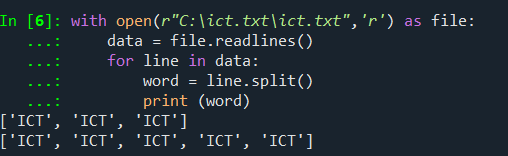 In [6]: with open(r"C:\ict.txt\ict.txt",'r') as file:
   ...:     data = file.readlines()
   ...:     for line in data:
   ...:         word = line.split()
   ...:         print (word)
['ICT', 'ICT', 'ICT']
['ICT', 'ICT', 'ICT', 'ICT', 'ICT']